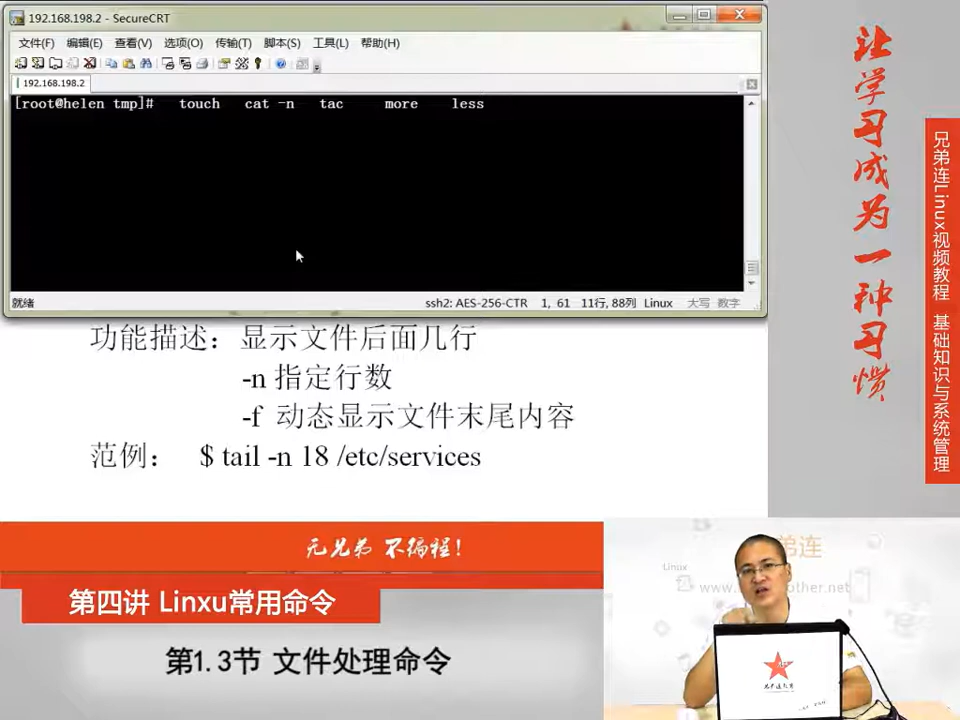 192.168.198.2 - SecureCRT
文件(F) 编辑(E) 查看(V) 选项(O) 传输(T) 脚本(S) 工具(L) 帮助(H)
192.168.198.2
[root@helen tmp]# touch cat -n tac more less
就绪
ssh2: AES-256-CTR 1, 61 11行, 88列 Linux 大写 数字
功能描述：显示文件后面几行
-n 指定行数
-f 动态显示文件末尾内容
范例： $ tail -n 18 /etc/services
让学习成为一种习惯
兄弟连Linux视频教程 基础知识与系统管理
无兄弟 不编程！
第四讲 Linxu常用命令
第1.3节 文件处理命令
弟连
Linux